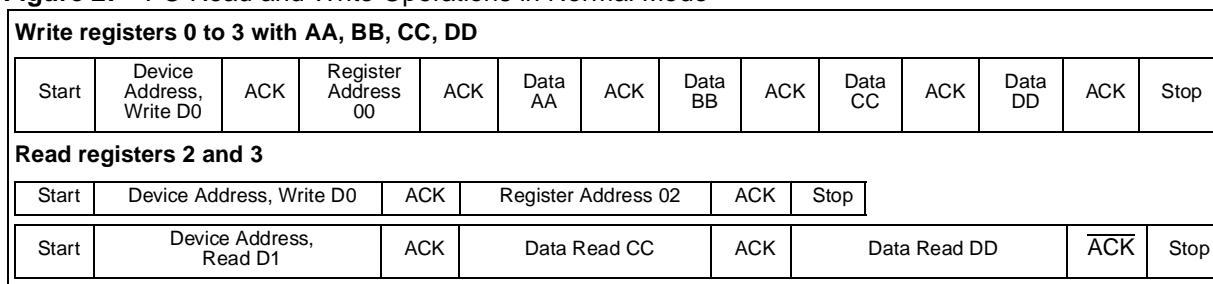 Write registers 0 to 3 with AA, BB, CC, DD
Start
Device
Address,
Write D0
ACK
Register
Address
00
ACK
Data
AA
ACK
Data
BB
ACK
Data
CC
ACK
Data
DD
ACK
Stop
Read registers 2 and 3
Start
Device Address, Write D0
ACK
Register Address 02
ACK
Stop
Start
Device Address,
Read D1
ACK
Data Read CC
ACK
Data Read DD
ACK
Stop